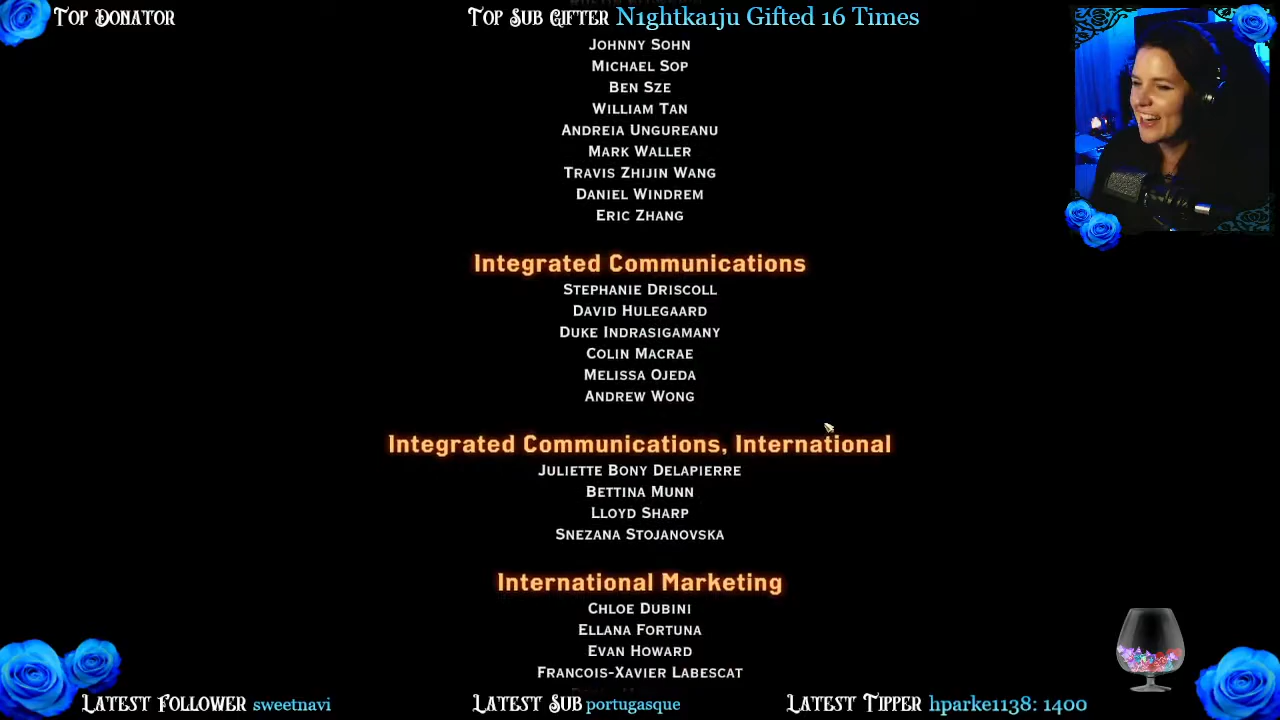 Top Donator
Top Sub Gifter N1ghtka1ju Gifted 16 Times
Johnny Sohn
Michael Sop
Ben Sze
William Tan
Andreia Ungureanu
Mark Waller
Travis Zhijin Wang
Daniel Windrem
Eric Zhang
Integrated Communications
Stephanie Driscoll
David Hulegaard
Duke Indrasigamany
Colin Macrae
Melissa Ojeda
Andrew Wong
Integrated Communications, International
Juliette Bony Delapierre
Bettina Munn
Lloyd Sharp
Snezana Stojanovska
International Marketing
Chloe Dubini
Ellana Fortuna
Evan Howard
Francois-Xavier Labescat
Latest Follower sweetnavi
Latest Sub portugasque
Latest Tipper hparke1138: 1400